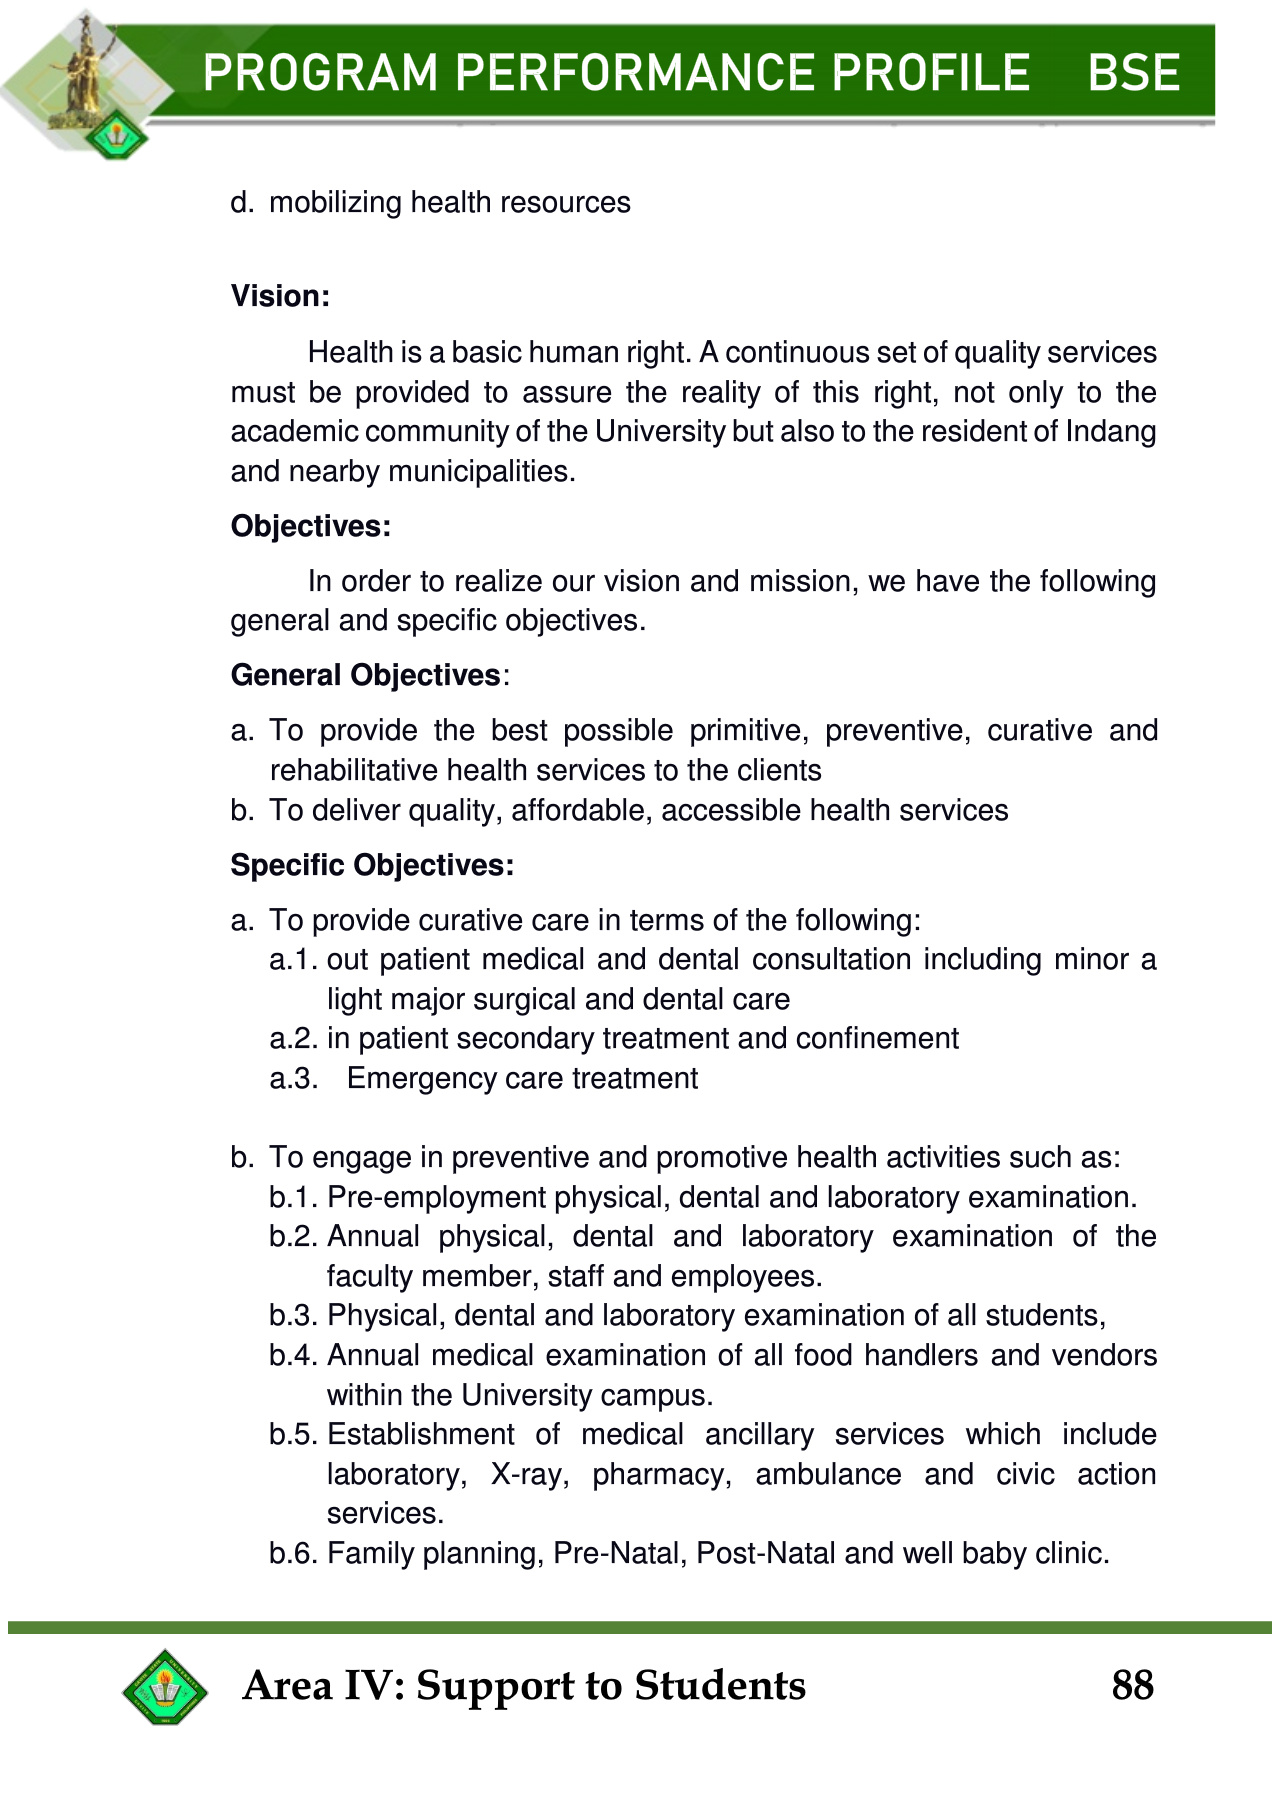 PROGRAM PERFORMANCE PROFILE BSE
d. mobilizing health resources
Vision:
Health is a basic human right. A continuous set of quality services
must be provided to assure the reality of this right, not only to the
academic community of the University but also to the resident of Indang
and nearby municipalities.
Objectives:
In order to realize our vision and mission, we have the following
general and specific objectives.
General Objectives:
a. To provide the best possible primitive, preventive, curative and
rehabilitative health services to the clients
b. To deliver quality, affordable, accessible health services
Specific Objectives:
a. To provide curative care in terms of the following:
a.1. out patient medical and dental consultation including minor a
light major surgical and dental care
a.2. in patient secondary treatment and confinement
a.3. Emergency care treatment
b. To engage in preventive and promotive health activities such as:
b.1. Pre-employment physical, dental and laboratory examination.
b.2. Annual physical, dental and laboratory examination of the
faculty member, staff and employees.
b.3. Physical, dental and laboratory examination of all students,
b.4. Annual medical examination of all food handlers and vendors
within the University campus.
b.5. Establishment of medical ancillary services which include
laboratory, X-ray, pharmacy, ambulance and civic action
services.
b.6. Family planning, Pre-Natal, Post-Natal and well baby clinic.
Area IV: Support to Students 88